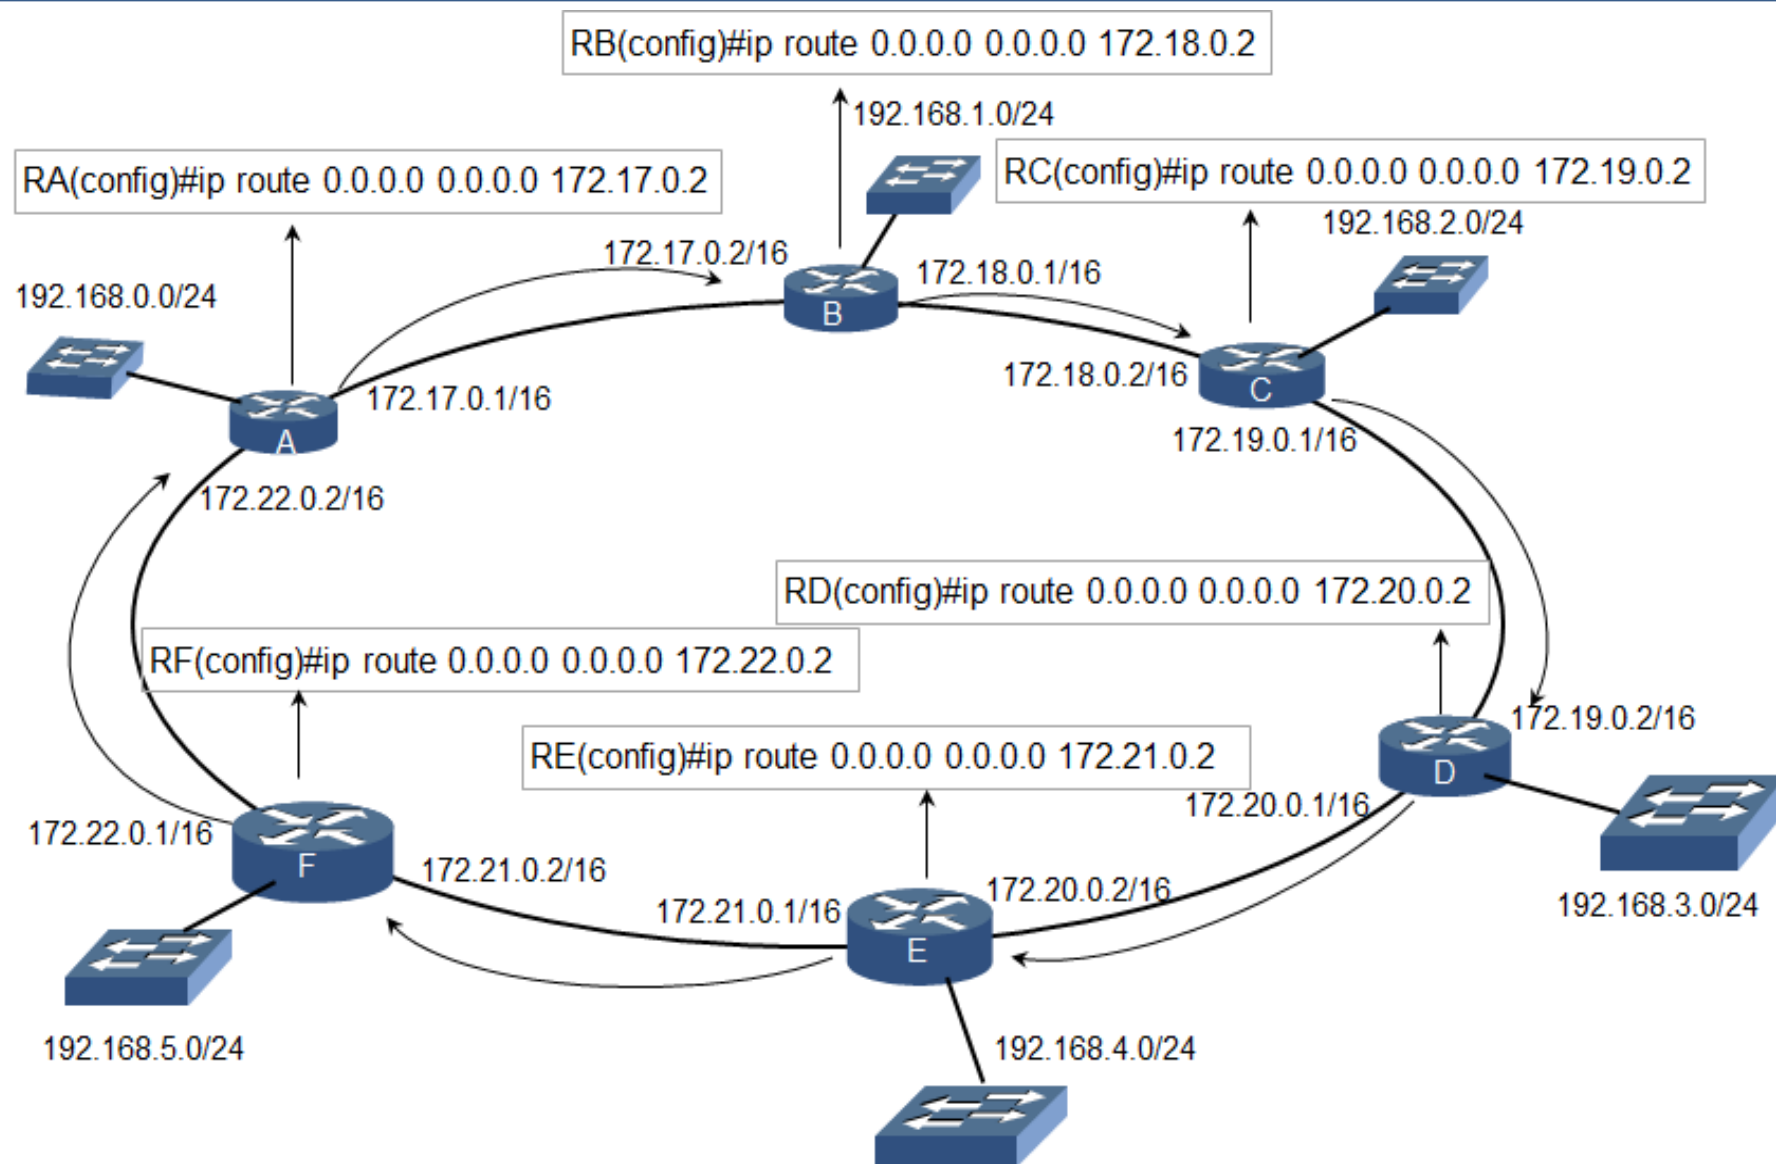 RB(config)#ip route 0.0.0.0 0.0.0.0 172.18.0.2
192.168.1.0/24
RA(config)#ip route 0.0.0.0 0.0.0.0 172.17.0.2
RC(config)#ip route 0.0.0.0 0.0.0.0 172.19.0.2
192.168.2.0/24
172.17.0.2/16
172.18.0.1/16
192.168.0.0/24
B
172.18.0.2/16
C
172.17.0.1/16
A
172.19.0.1/16
172.22.0.2/16
RD(config)#ip route 0.0.0.0 0.0.0.0 172.20.0.2
RF(config)#ip route 0.0.0.0 0.0.0.0 172.22.0.2
172.19.0.2/16
RE(config)#ip route 0.0.0.0 0.0.0.0 172.21.0.2
D
172.20.0.1/16
172.22.0.1/16
F
172.21.0.2/16
172.20.0.2/16
172.21.0.1/16
192.168.3.0/24
E
192.168.5.0/24
192.168.4.0/24